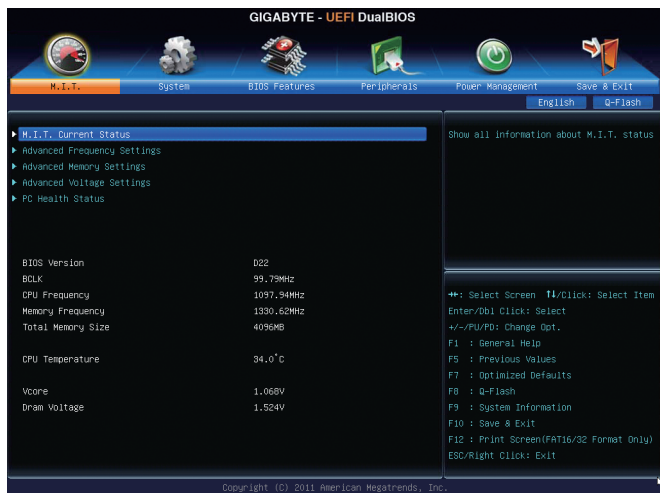 GIGABYTE - UEFI DualBIOS
M.I.T. System BIOS Features Peripherals Power Management Save & Exit
English Q-Flash
M.I.T. Current Status
Advanced Frequency Settings
Advanced Memory Settings
Advanced Voltage Settings
PC Health Status
Show all information about M.I.T. status
BIOS Version D22
BCLK 99.79MHz
CPU Frequency 1097.94MHz
Memory Frequency 1330.62MHz
Total Memory Size 4096MB
CPU Temperature 34.0°C
Vcore 1.068V
Dram Voltage 1.524V
→←: Select Screen ↑↓/Click: Select Item
Enter/Dbl Click: Select
+/-/PU/PD: Change Opt.
F1 : General Help
F5 : Previous Values
F7 : Optimized Defaults
F8 : Q-Flash
F9 : System Information
F10 : Save & Exit
F12 : Print Screen(FAT16/32 Format Only)
ESC/Right Click: Exit
Copyright (C) 2011 American Megatrends, Inc.